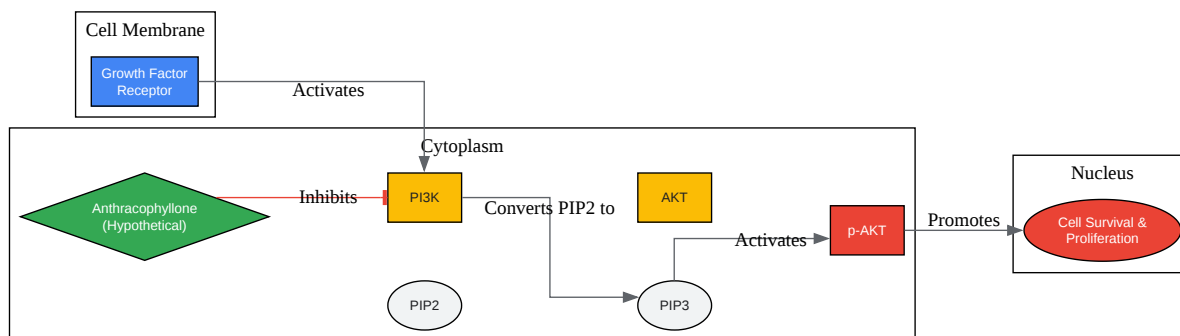 Cell Membrane
Growth Factor
Receptor
Activates
Cytoplasm
Anthracophyllone
(Hypothetical)
Inhibits
PI3K
Converts PIP2 to
AKT
PIP2
PIP3
Activates
p-AKT
Promotes
Nucleus
Cell Survival &
Proliferation